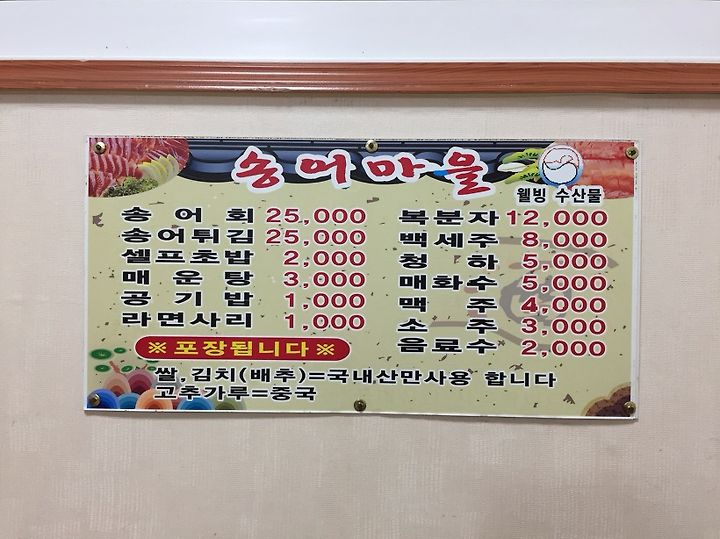 송어마을
웰빙 수산물
송어회 25,000
송어튀김 25,000
셀프초밥 2,000
매운탕 3,000
공기밥 1,000
라면사리 1,000
복분자 12,000
백세주 8,000
청하 5,000
매화수 5,000
맥주 4,000
소주 3,000
음료수 2,000
※포장됩니다※
쌀,김치(배추)=국내산만사용 합니다
고추가루=중국